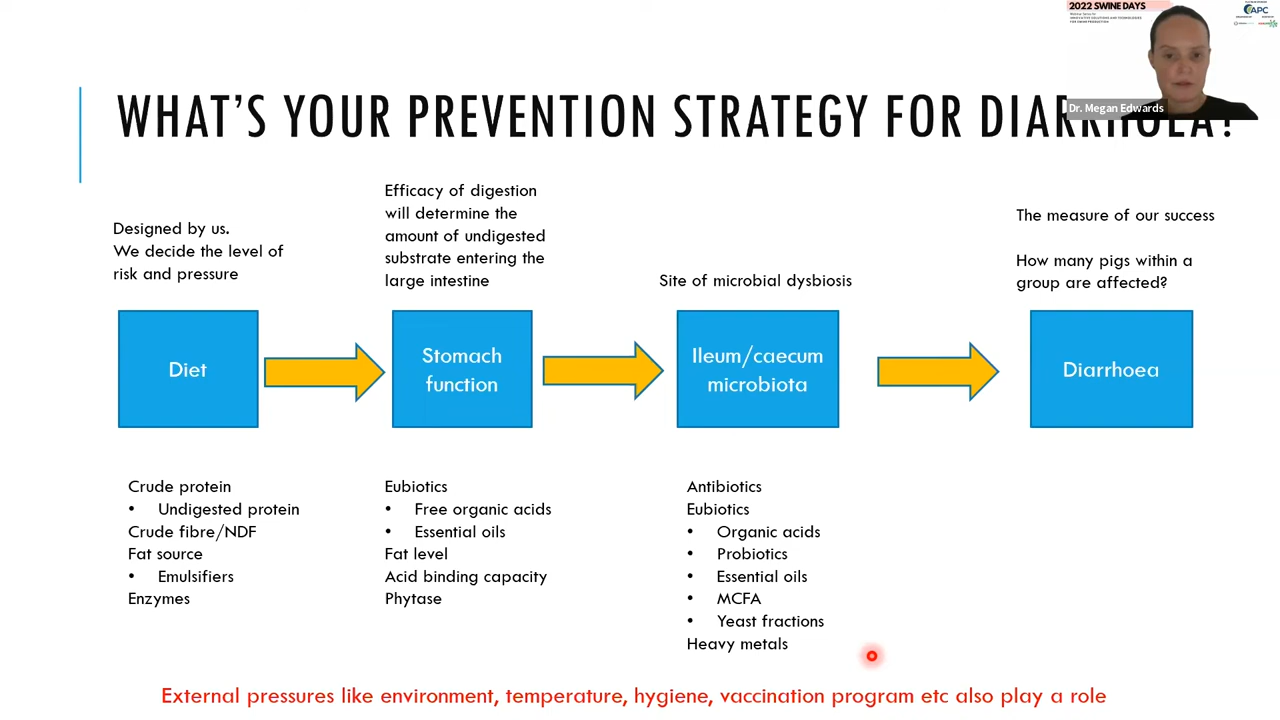 2022 SWINE DAYS
APC
Dr. Megan Edwards
WHAT'S YOUR PREVENTION STRATEGY FOR DIARRHOEA?
Designed by us.
We decide the level of
risk and pressure
Efficacy of digestion
will determine the
amount of undigested
substrate entering the
large intestine
Site of microbial dysbiosis
The measure of our success
How many pigs within a
group are affected?
Diet
Stomach
function
Ileum/caecum
microbiota
Diarrhoea
Crude protein
• Undigested protein
Crude fibre/NDF
Fat source
• Emulsifiers
Enzymes
Eubiotics
• Free organic acids
• Essential oils
Fat level
Acid binding capacity
Phytase
Antibiotics
Eubiotics
• Organic acids
• Probiotics
• Essential oils
• MCFA
• Yeast fractions
Heavy metals
External pressures like environment, temperature, hygiene, vaccination program etc also play a role